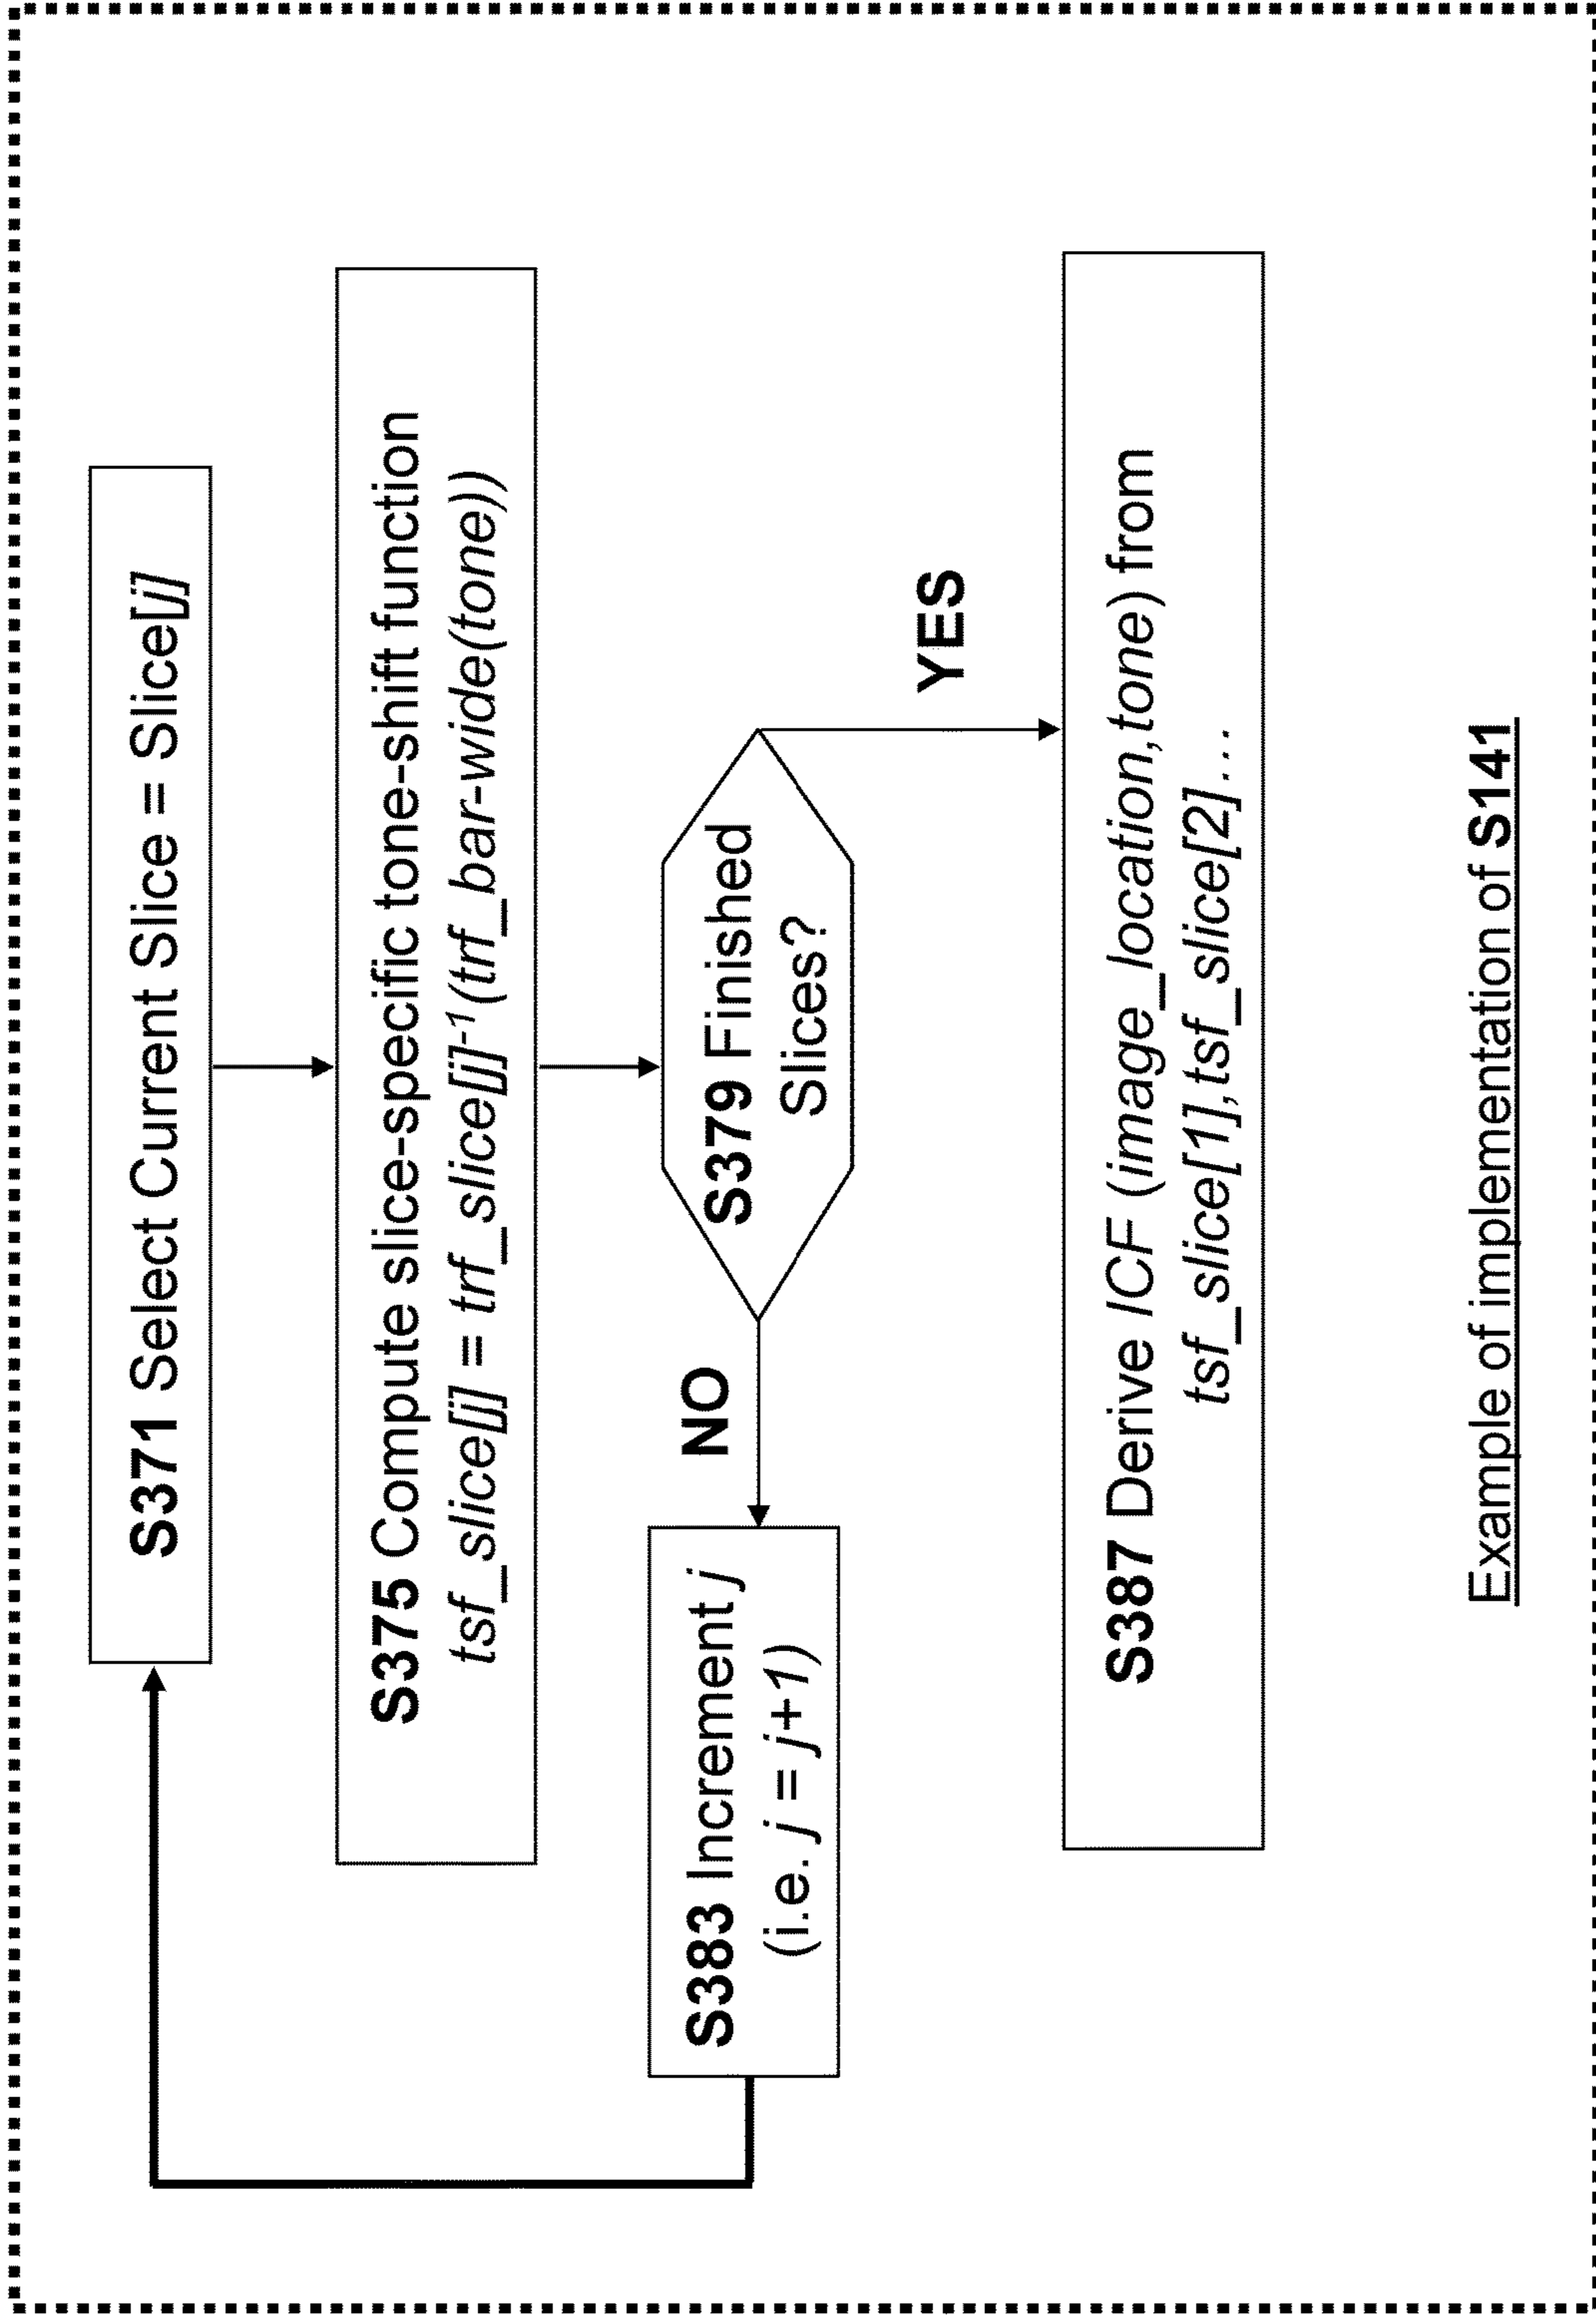 S371 Select Current Slice = Slice[j]
S375 Compute slice-specific tone-shift function
tsf_slice[j] = trf_slice[j]-1(trf_bar-wide(tone))
S379 Finished
Slices?
NO
YES
S383 Increment j
(i.e. j = j+1)
S387 Derive ICF (image_location,tone) from
tsf_slice[1],tsf_slice[2]...
Example of implementation of S141